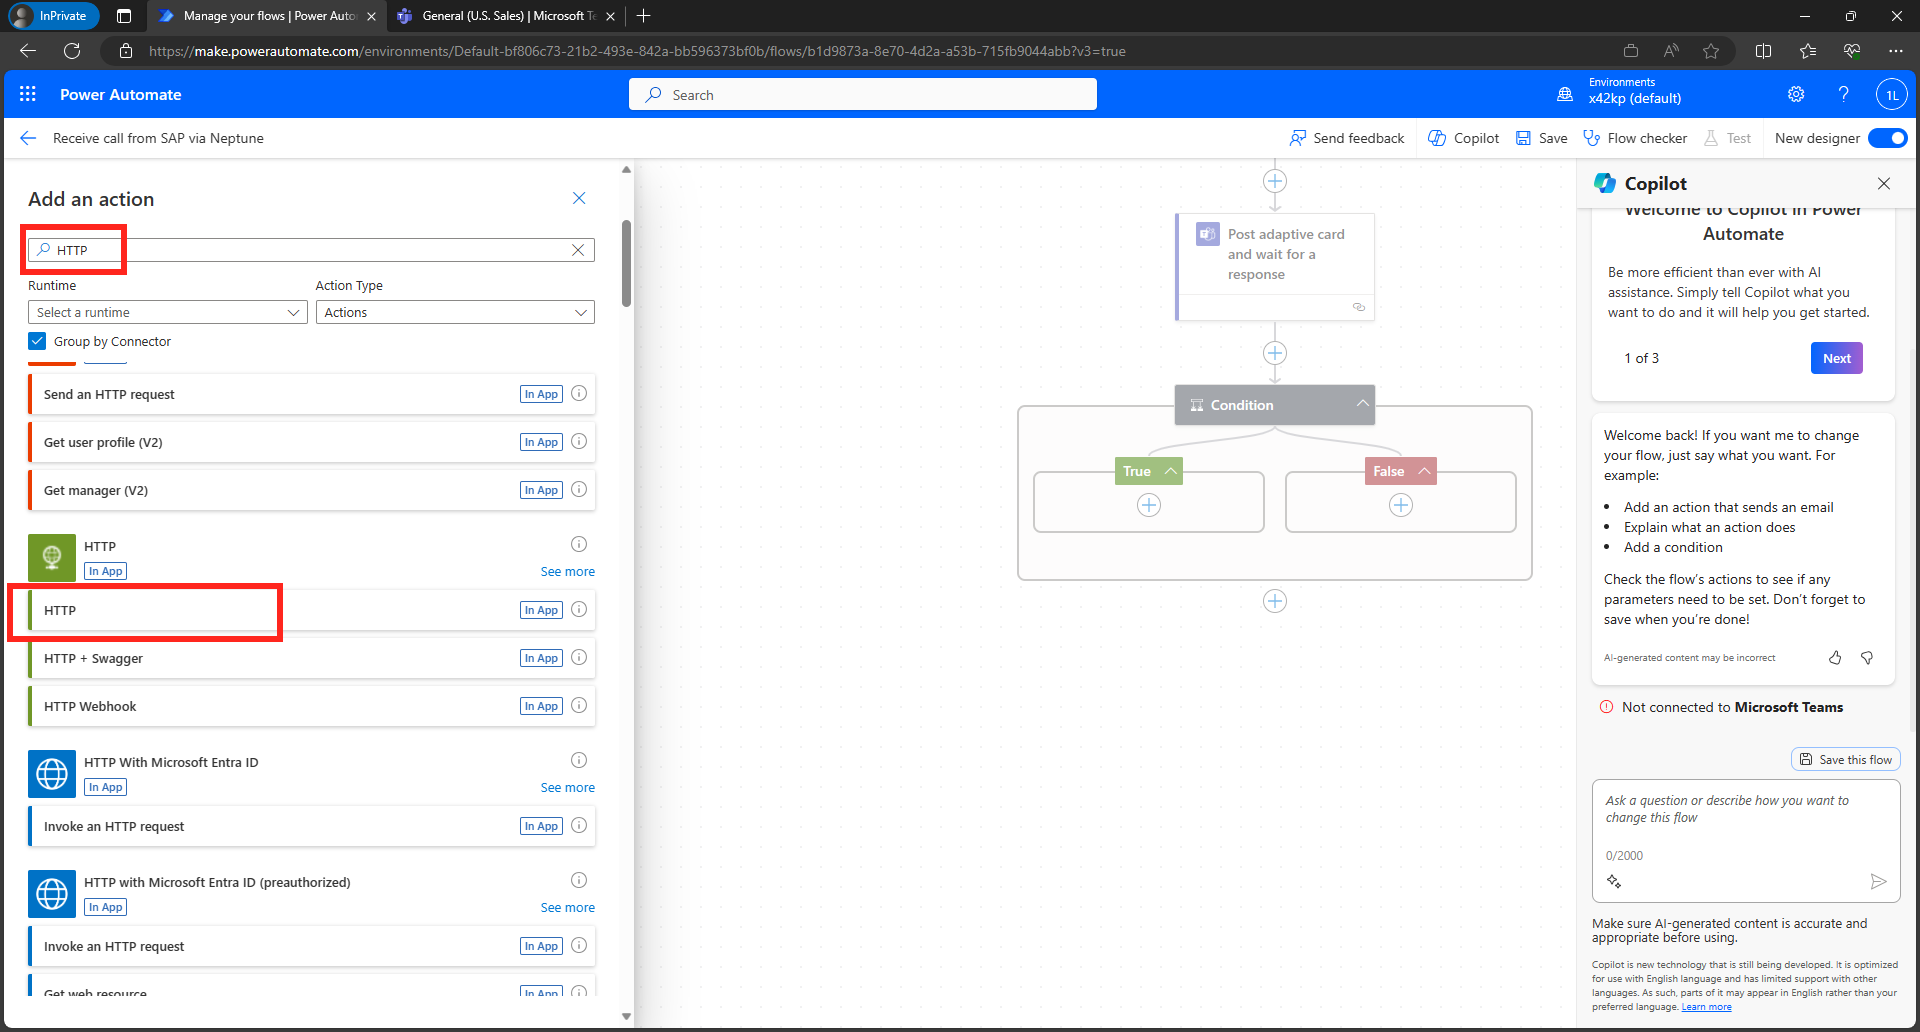 InPrivate
Manage your flows | Power Auto
General (U.S. Sales) | Microsoft Te
https://make.powerautomate.com/environments/Default-bf806c73-21b2-493e-842a-bb596373bf0b/flows/b1d9873a-8e70-4d2a-a53b-715fb9044abb?v3=true
Power Automate
Search
Environments
x42kp (default)
1L
Receive call from SAP via Neptune
Send feedback
Copilot
Save
Flow checker
Test
New designer
Add an action
HTTP
Runtime
Action Type
Select a runtime
Actions
Group by Connector
Send an HTTP request
In App
Get user profile (V2)
In App
Get manager (V2)
In App
HTTP
In App
See more
HTTP
In App
HTTP + Swagger
In App
HTTP Webhook
In App
HTTP With Microsoft Entra ID
In App
See more
Invoke an HTTP request
In App
HTTP with Microsoft Entra ID (preauthorized)
In App
See more
Invoke an HTTP request
In App
Get web resource
In App
Post adaptive card
and wait for a
response
Condition
True
False
Copilot
Welcome to Copilot in Power
Automate
Be more efficient than ever with AI
assistance. Simply tell Copilot what you
want to do and it will help you get started.
1 of 3
Next
Welcome back! If you want me to change
your flow, just say what you want. For
example:
• Add an action that sends an email
• Explain what an action does
• Add a condition
Check the flow's actions to see if any
parameters need to be set. Don't forget to
save when you're done!
AI-generated content may be incorrect
Not connected to Microsoft Teams
Save this flow
Ask a question or describe how you want to
change this flow
0/2000
Make sure AI-generated content is accurate and
appropriate before using.
Copilot is new technology that is still being developed. It is optimized
for use with English language and has limited support with other
languages. As such, parts of it may appear in English rather than your
preferred language. Learn more